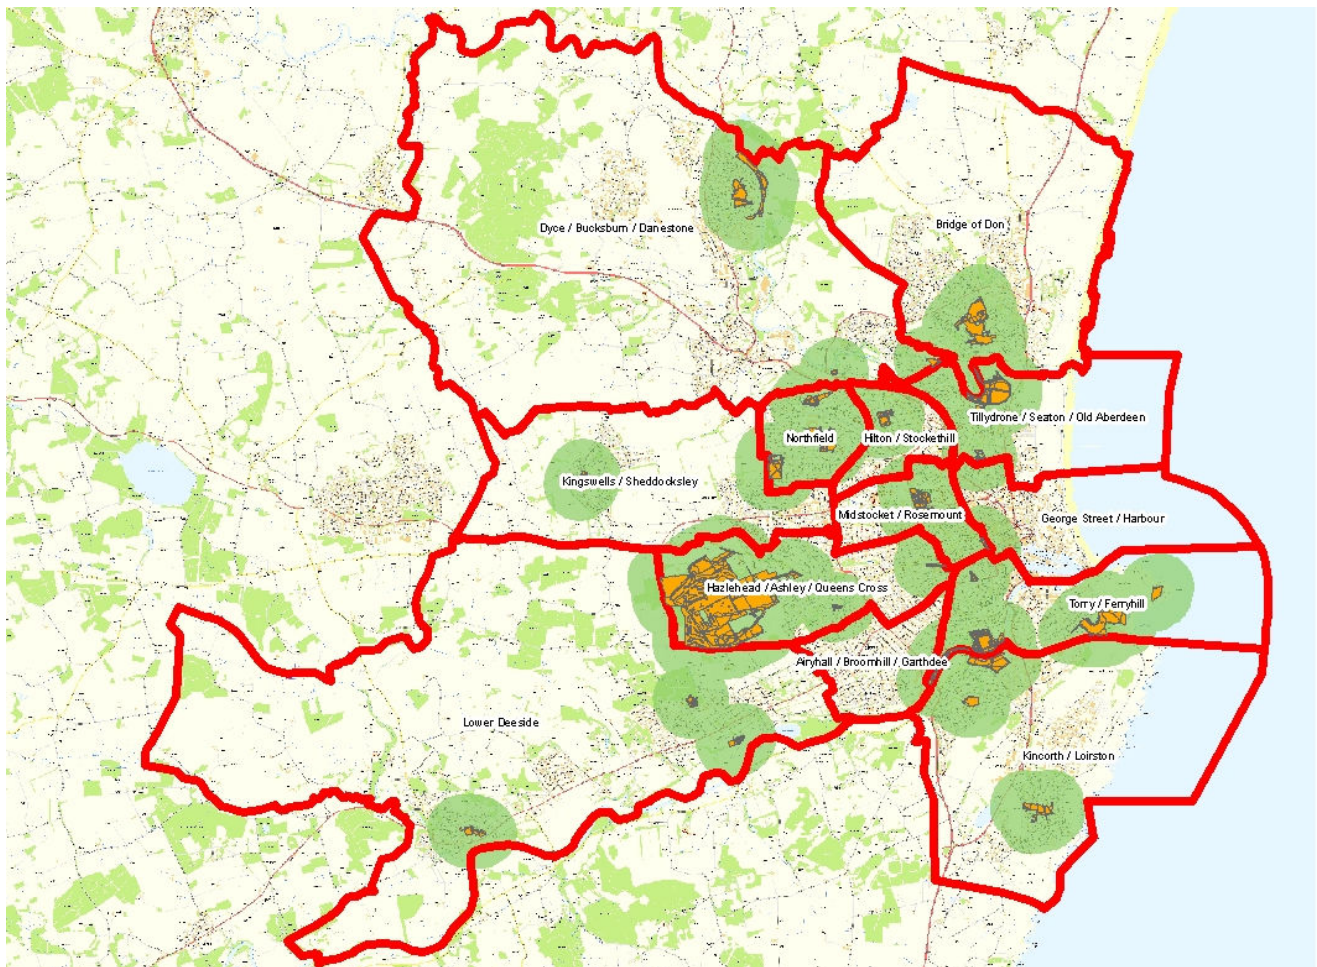 Bridge of Don
Dyce / Bucksburn / Danestone
Tillydrone / Seaton / Old Aberdeen
Northfield
Hilton / Stockethill
Kingswells / Sheddocksley
Midstocket / Rosemount
George Street / Harbour
Hazlehead / Ashley / Queens Cross
Torry / Ferryhill
Airyhall / Broomhill / Garthdee
Lower Deeside
Kincorth / Loirston